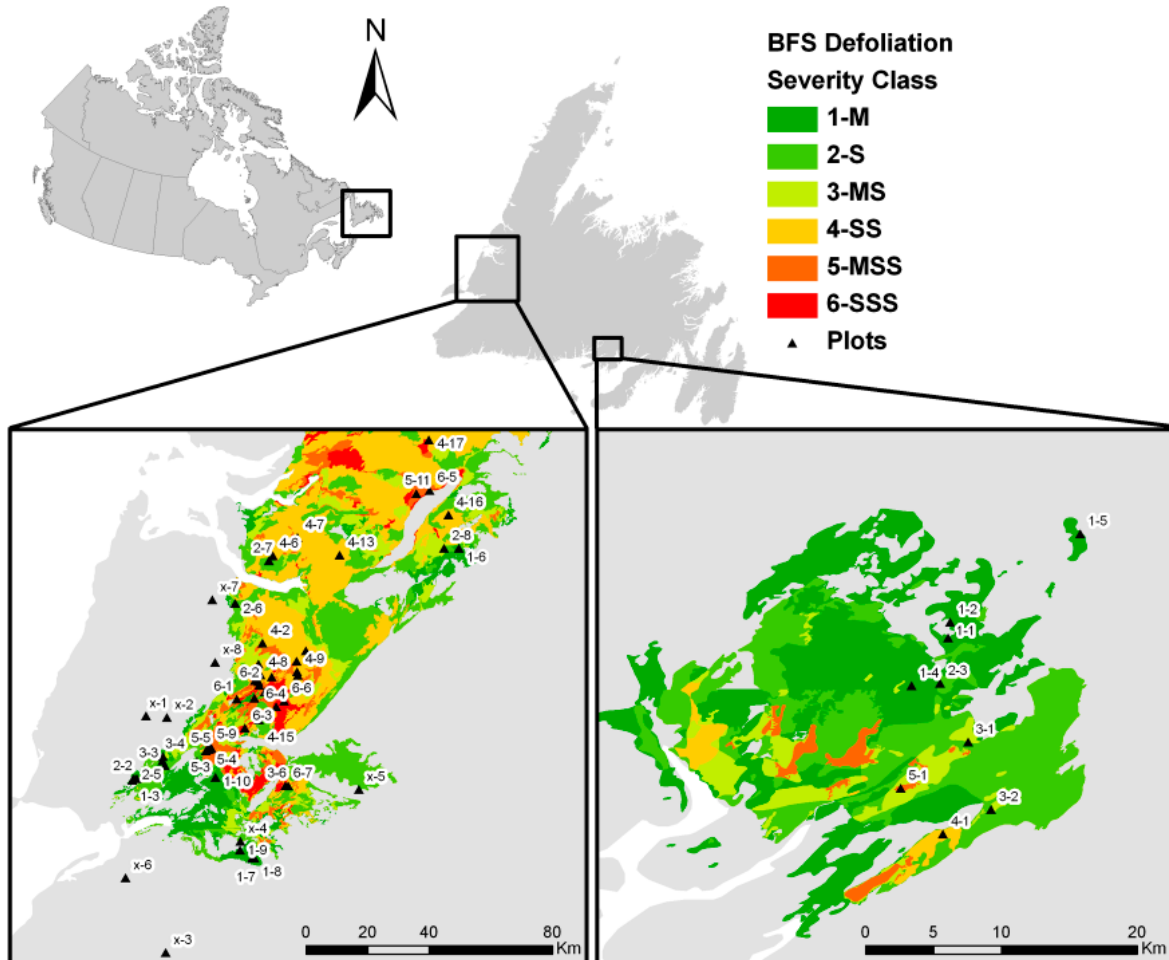 N
BFS Defoliation
Severity Class
1-M
2-S
3-MS
4-SS
5-MSS
6-SSS
Plots
4-17
5-11
6-5
4-16
4-7
2-7
4-6
4-13
2-8
1-6
x-7
2-6
4-2
x-8
4-8
4-9
6-2
6-1
6-4
6-6
x-1
x-2
6-3
5-9
4-15
5-5
3-4
3-3
5-4
2-2
2-5
5-3
3-6
6-7
x-5
1-10
1-3
x-4
1-9
x-6
1-7
1-8
x-3
0
20
40
80
Km
1-5
1-2
1-1
1-4
2-3
3-1
5-1
3-2
4-1
0
5
10
20
Km